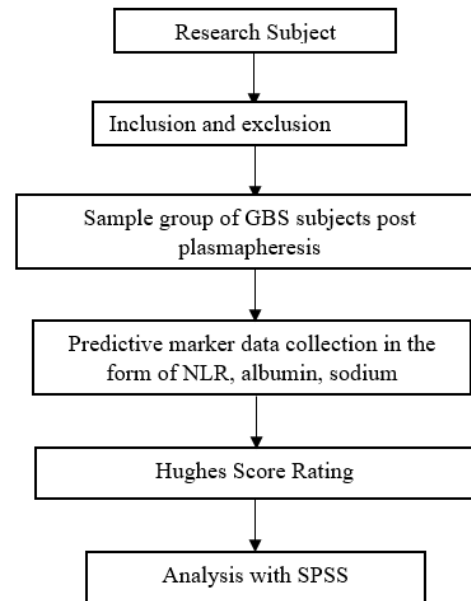 Research Subject
Inclusion and exclusion
Sample group of GBS subjects post
plasmapheresis
Predictive marker data collection in the
form of NLR, albumin, sodium
Hughes Score Rating
Analysis with SPSS